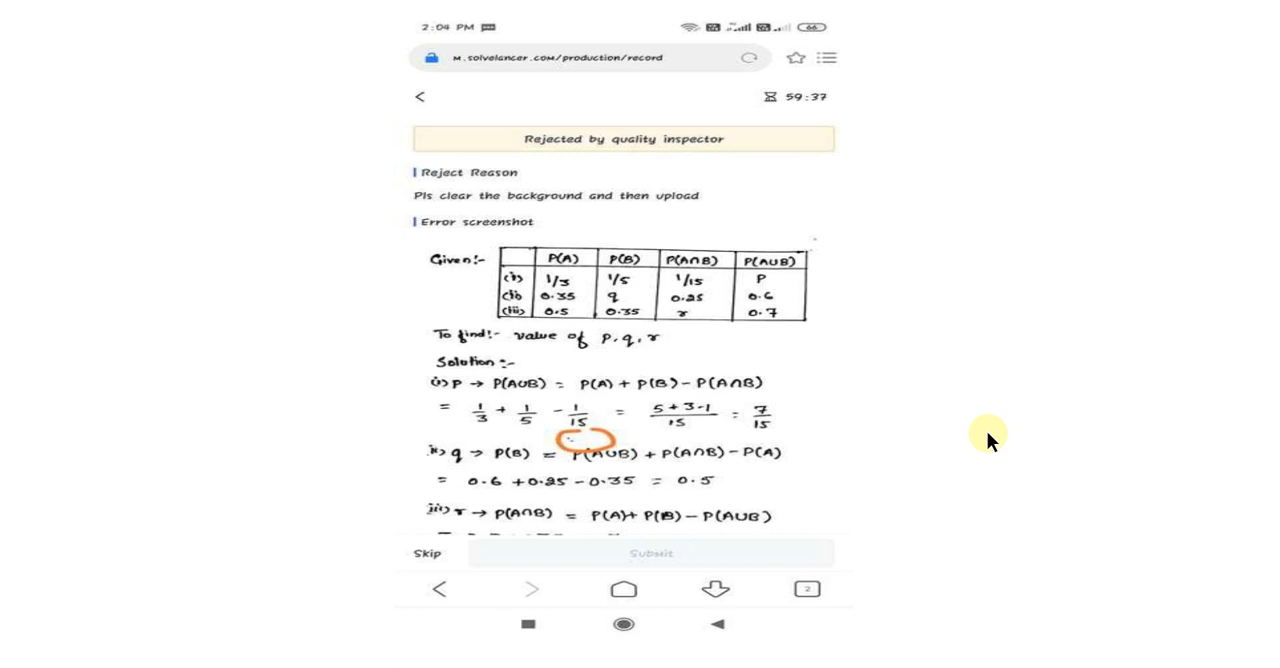 2:04 PM
66
m.solvelancer.com/production/record
59:37
Rejected by quality inspector
Reject Reason
Pls clear the background and then upload
Error screenshot
Given:- P(A) P(B) P(A∩B) P(A∪B)
(i) 1/3 1/5 1/15 P
(ii) 0.35 q 0.25 0.6
(iii) 0.5 0.35 r 0.7
To find:- value of p, q, r
Solution:-
i) p → P(A∪B) = P(A) + P(B) - P(A∩B)
= 1/3 + 1/5 - 1/15 = 5+3-1/15 = 7/15
ii) q → P(B) = P(A∪B) + P(A∩B) - P(A)
= 0.6 + 0.25 - 0.35 = 0.5
iii) r → P(A∩B) = P(A)+ P(B) - P(A∪B)
Skip
Submit
2